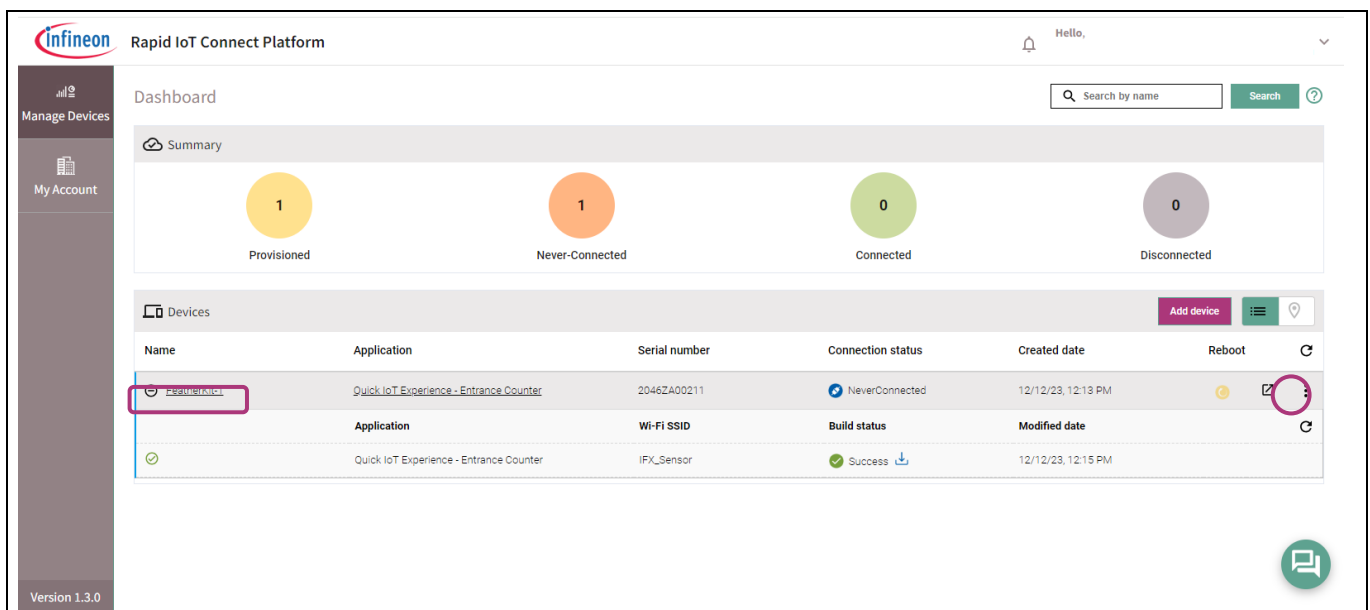 infineon Rapid IoT Connect Platform Hello,
Manage Devices
My Account
Version 1.3.0
Dashboard Search by name Search ?
Summary
1 1 0 0
Provisioned Never-Connected Connected Disconnected
Devices Add device
Name Application Serial number Connection status Created date Reboot
FeatherKit-1 Quick IoT Experience - Entrance Counter 2046ZA00211 NeverConnected 12/12/23, 12:13 PM
Application Wi-Fi SSID Build status Modified date
Quick IoT Experience - Entrance Counter IFX_Sensor Success 12/12/23, 12:15 PM